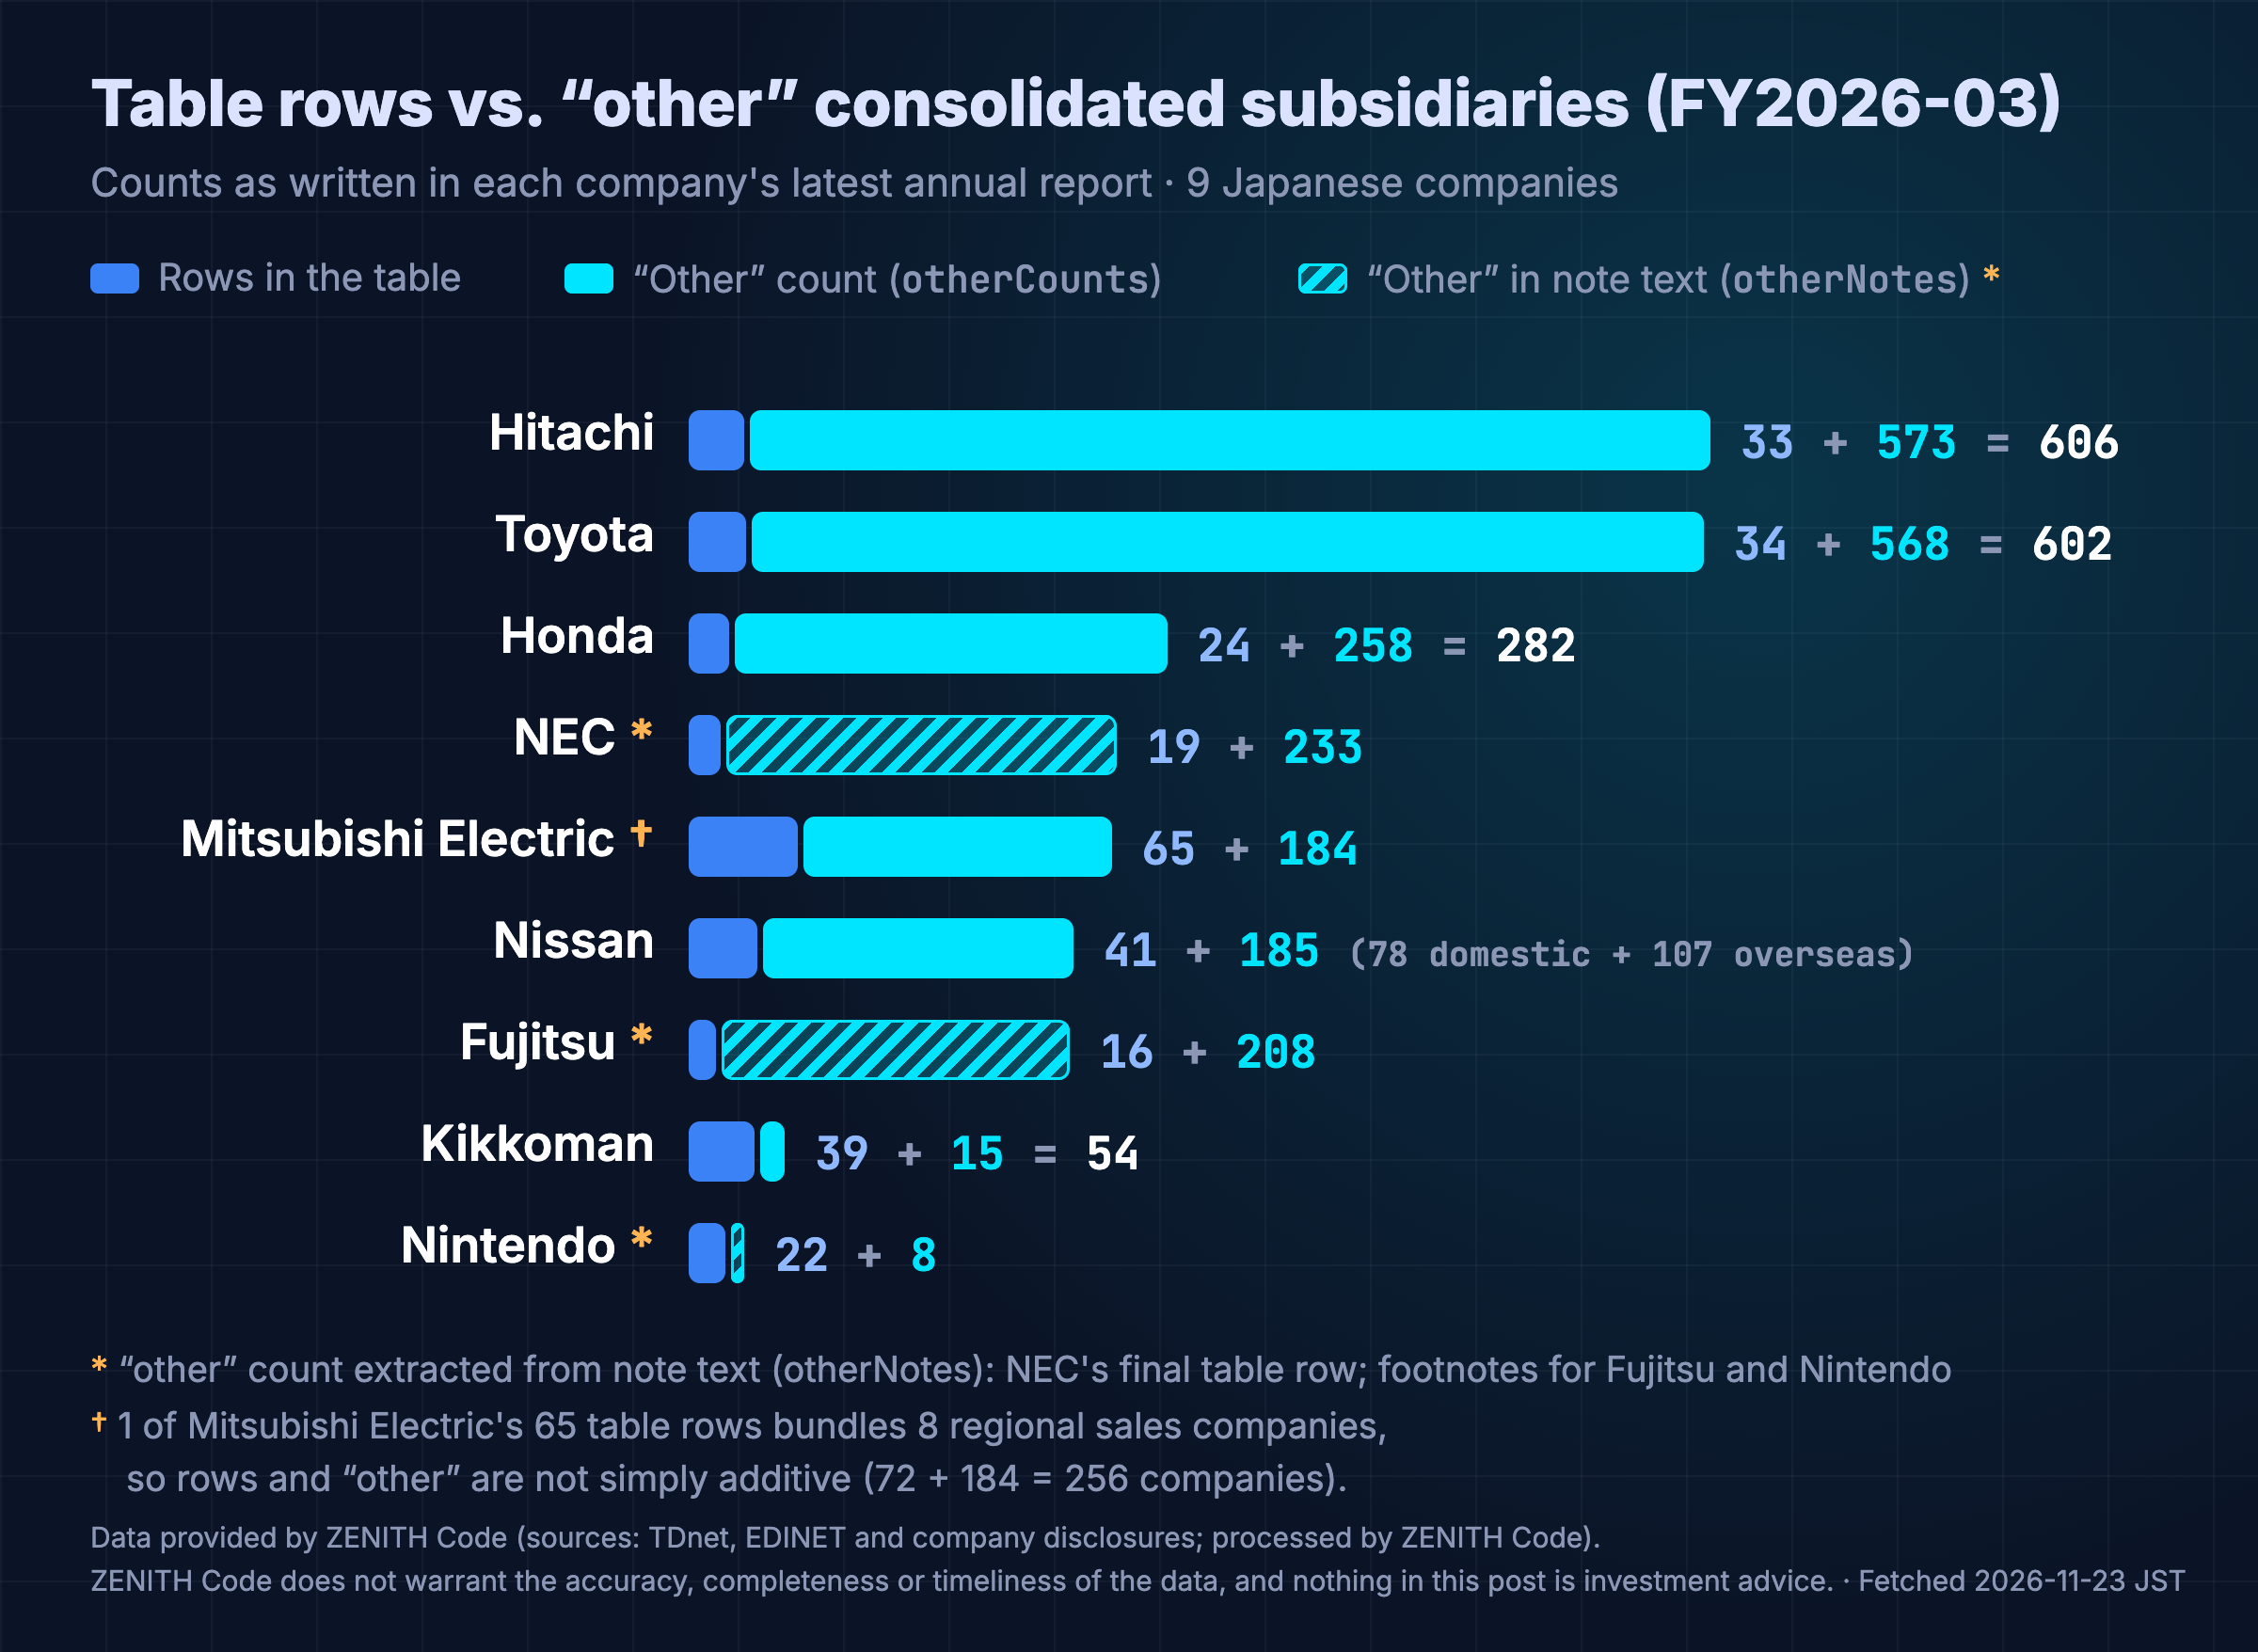 Table rows vs. “other” consolidated subsidiaries (FY2026-03)
Counts as written in each company's latest annual report · 9 Japanese companies
Rows in the table
“Other” count (otherCounts)
“Other” in note text (otherNotes) *
Hitachi 33 + 573 = 606
Toyota 34 + 568 = 602
Honda 24 + 258 = 282
NEC * 19 + 233
Mitsubishi Electric † 65 + 184
Nissan 41 + 185 (78 domestic + 107 overseas)
Fujitsu * 16 + 208
Kikkoman 39 + 15 = 54
Nintendo * 22 + 8
* “other” count extracted from note text (otherNotes): NEC's final table row; footnotes for Fujitsu and Nintendo
† 1 of Mitsubishi Electric's 65 table rows bundles 8 regional sales companies,
so rows and “other” are not simply additive (72 + 184 = 256 companies).
Data provided by ZENITH Code (sources: TDnet, EDINET and company disclosures; processed by ZENITH Code).
ZENITH Code does not warrant the accuracy, completeness or timeliness of the data, and nothing in this post is investment advice. · Fetched 2026-11-23 JST